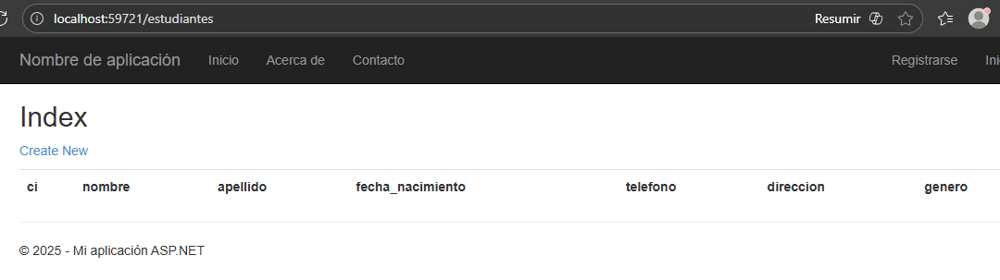 localhost:59721/estudiantes Resumir
Nombre de aplicación Inicio Acerca de Contacto Registrarse Ini
Index
Create New
ci nombre apellido fecha_nacimiento telefono direccion genero
© 2025 - Mi aplicación ASP.NET